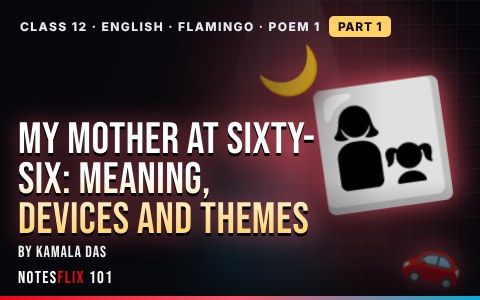 CLASS 12 · ENGLISH · FLAMINGO · POEM 1 PART 1
MY MOTHER AT SIXTY-
SIX: MEANING,
DEVICES AND THEMES
BY KAMALA DAS
NOTESFLIX 101